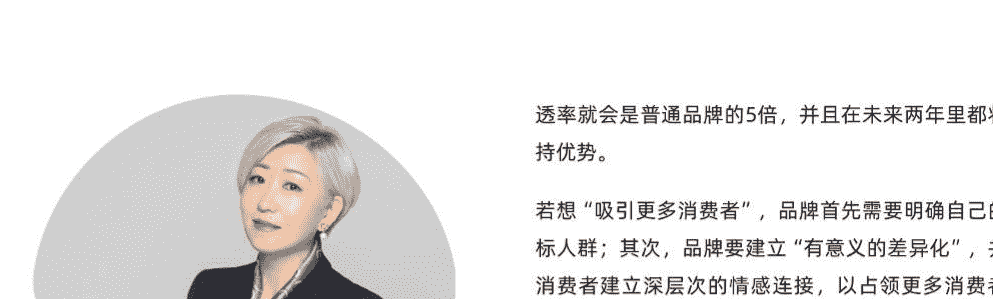 透率就会是普通品牌的5倍，并且在未来两年里都
持优势。
若想“吸引更多消费者”，品牌首先需要明确自己
标人群；其次，品牌要建立“有意义的差异化”，
消费者建立深层次的情感连接，以占领更多消费